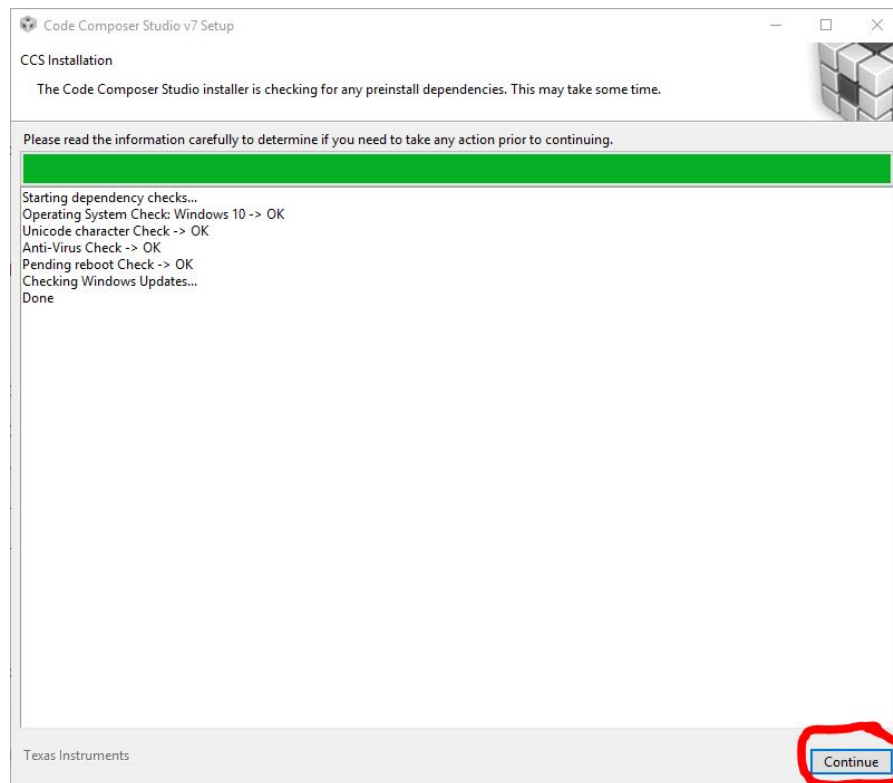 Code Composer Studio v7 Setup
CCS Installation
The Code Composer Studio installer is checking for any preinstall dependencies. This may take some time.
Please read the information carefully to determine if you need to take any action prior to continuing.
Starting dependency checks...
Operating System Check: Windows 10 -> OK
Unicode character Check -> OK
Anti-Virus Check -> OK
Pending reboot Check -> OK
Checking Windows Updates...
Done
Texas Instruments
Continue